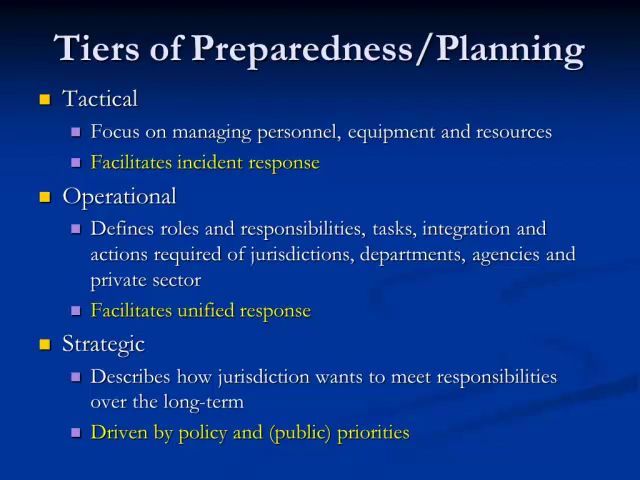 Tiers of Preparedness/Planning
Tactical
Focus on managing personnel, equipment and resources
Facilitates incident response
Operational
Defines roles and responsibilities, tasks, integration and
actions required of jurisdictions, departments, agencies and
private sector
Facilitates unified response
Strategic
Describes how jurisdiction wants to meet responsibilities
over the long-term
Driven by policy and (public) priorities